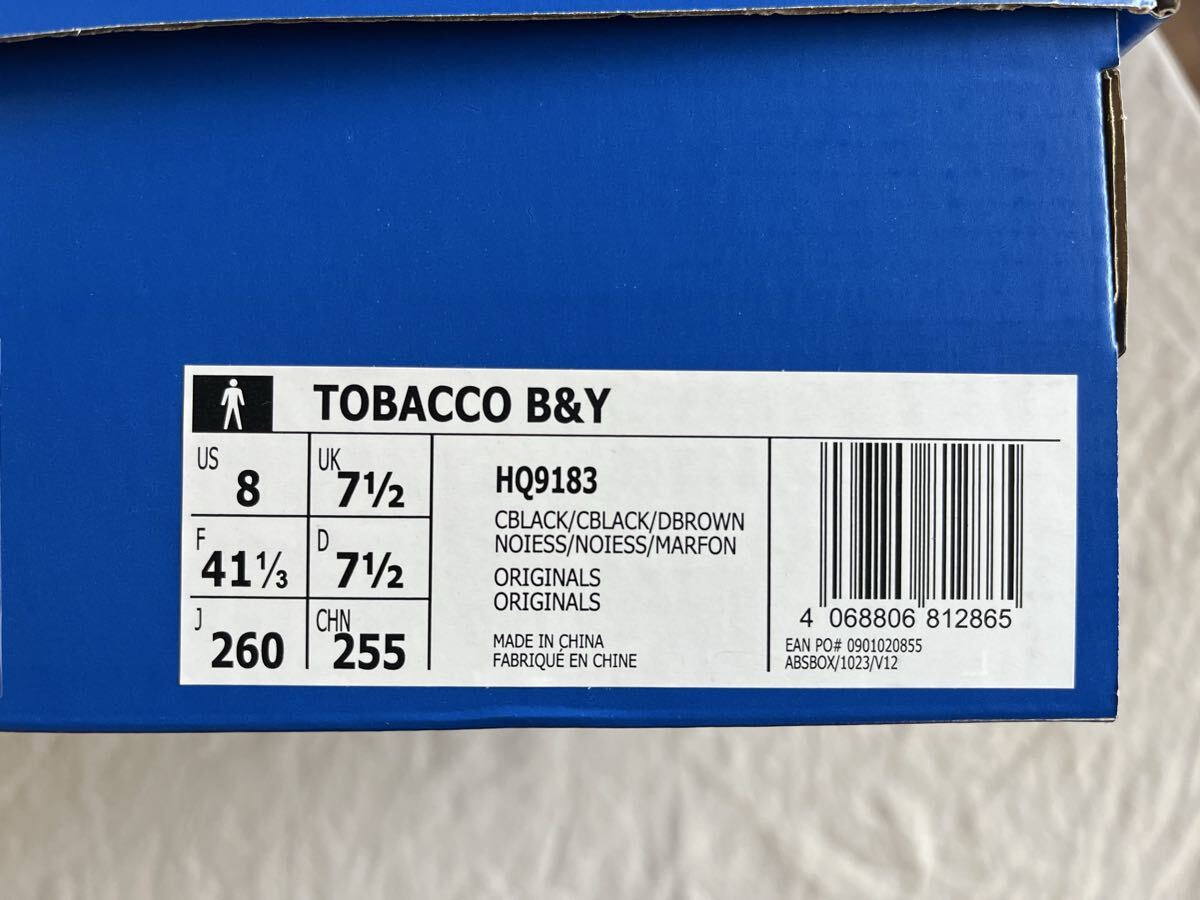 TOBACCO B&Y
US 8 UK 7½
F 41⅓ D 7½
J 260 CHN 255
HQ9183
CBLACK/CBLACK/DBROWN
NOIESS/NOIESS/MARFON
ORIGINALS
ORIGINALS
MADE IN CHINA
FABRIQUÉ EN CHINE
4 068806 812865
EAN PO# 0901020855
ABSBOX/1023/V12